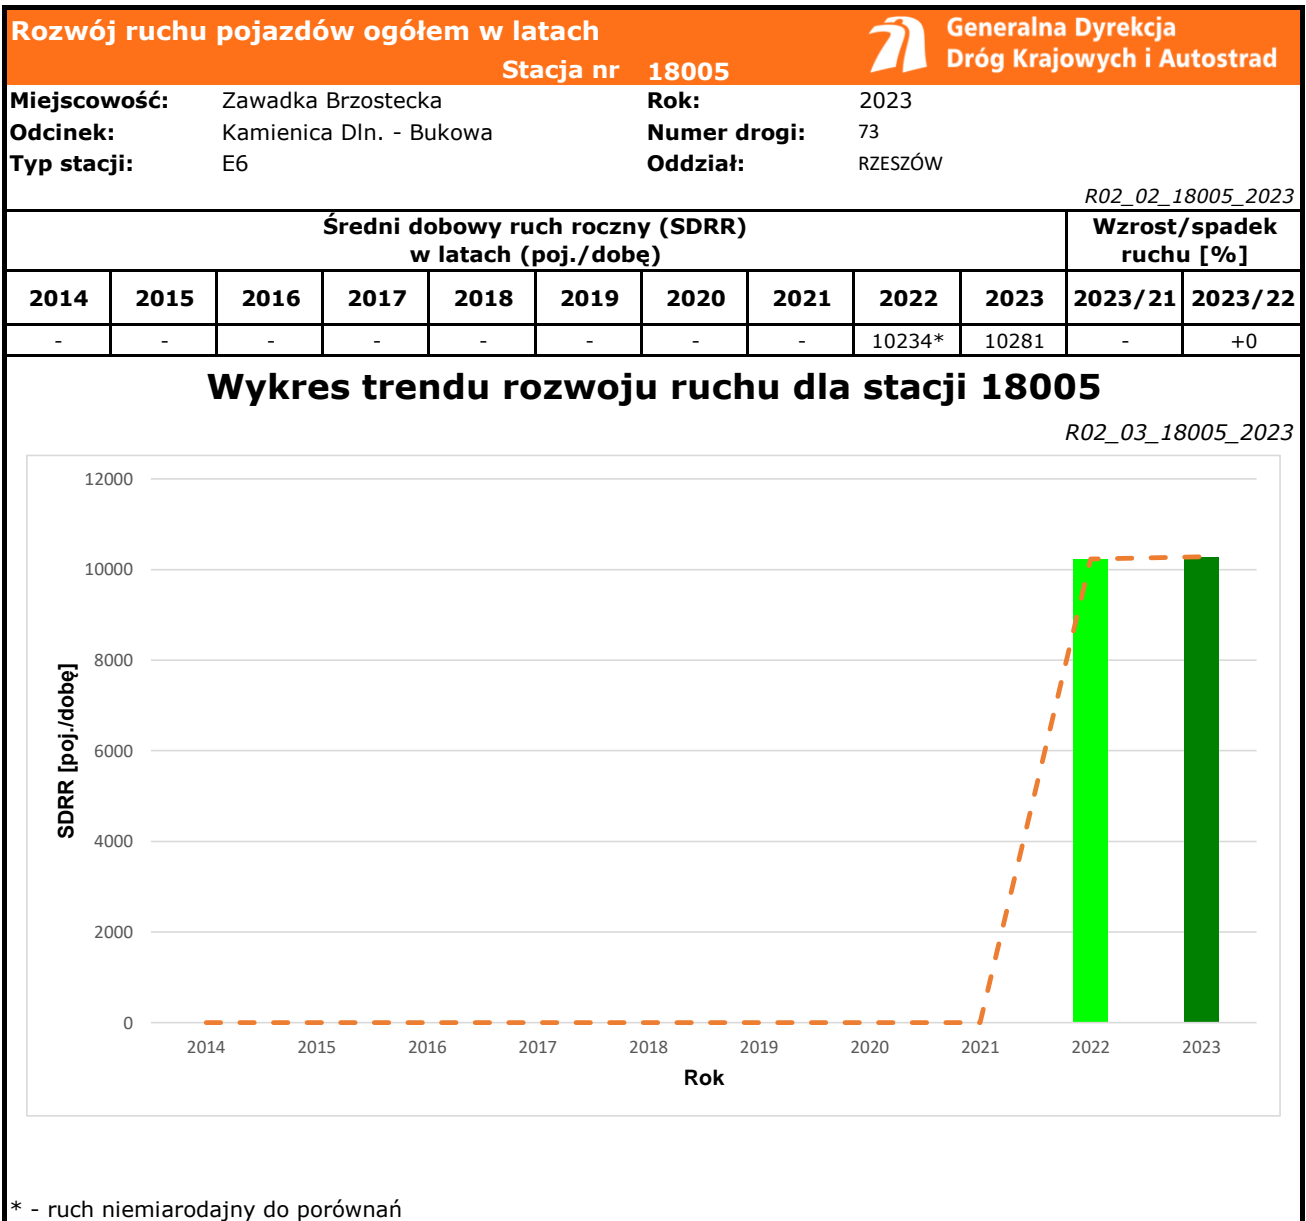 Rozwój ruchu pojazdów ogółem w latach
Stacja nr 18005
Generalna Dyrekcja
Dróg Krajowych i Autostrad
Miejscowość: Zawadka Brzostecka Rok: 2023
Odcinek: Kamienica Dln. - Bukowa Numer drogi: 73
Typ stacji: E6 Oddział: RZESZÓW
R02_02_18005_2023
Średni dobowy ruch roczny (SDRR)
w latach (poj./dobę)
Wzrost/spadek
ruchu [%]
2014 2015 2016 2017 2018 2019 2020 2021 2022 2023 2023/21 2023/22
- - - - - - - - 10234* 10281 - +0
Wykres trendu rozwoju ruchu dla stacji 18005
R02_03_18005_2023
12000
10000
8000
6000
4000
2000
0
SDRR [poj./dobę]
2014 2015 2016 2017 2018 2019 2020 2021 2022 2023
Rok
* - ruch niemiarodajny do porównań